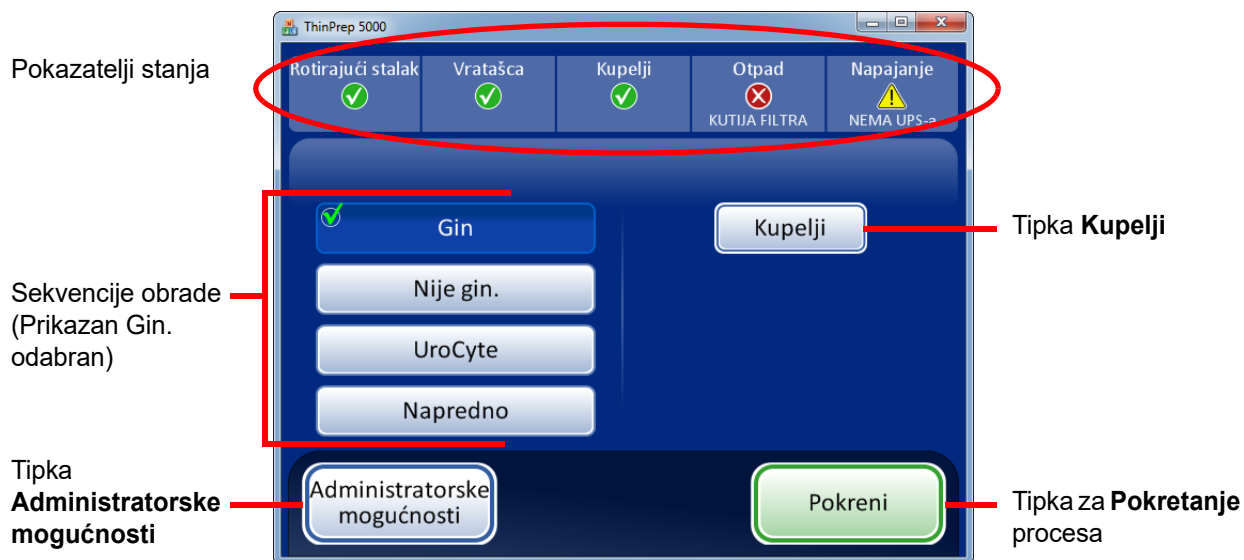 ThinPrep 5000
Pokazatelji stanja
Rotirajući stalak
Vratašca
Kupelji
Otpad
KUTIJA FILTRA
Napajanje
NEMA UPS-a
Sekvencije obrade
(Prikazan Gin.
odabran)
Gin
Nije gin.
UroCyte
Napredno
Kupelji
Tipka Kupelji
Tipka
Administratorske
mogućnosti
Administratorske
mogućnosti
Pokreni
Tipka za Pokretanje
procesa